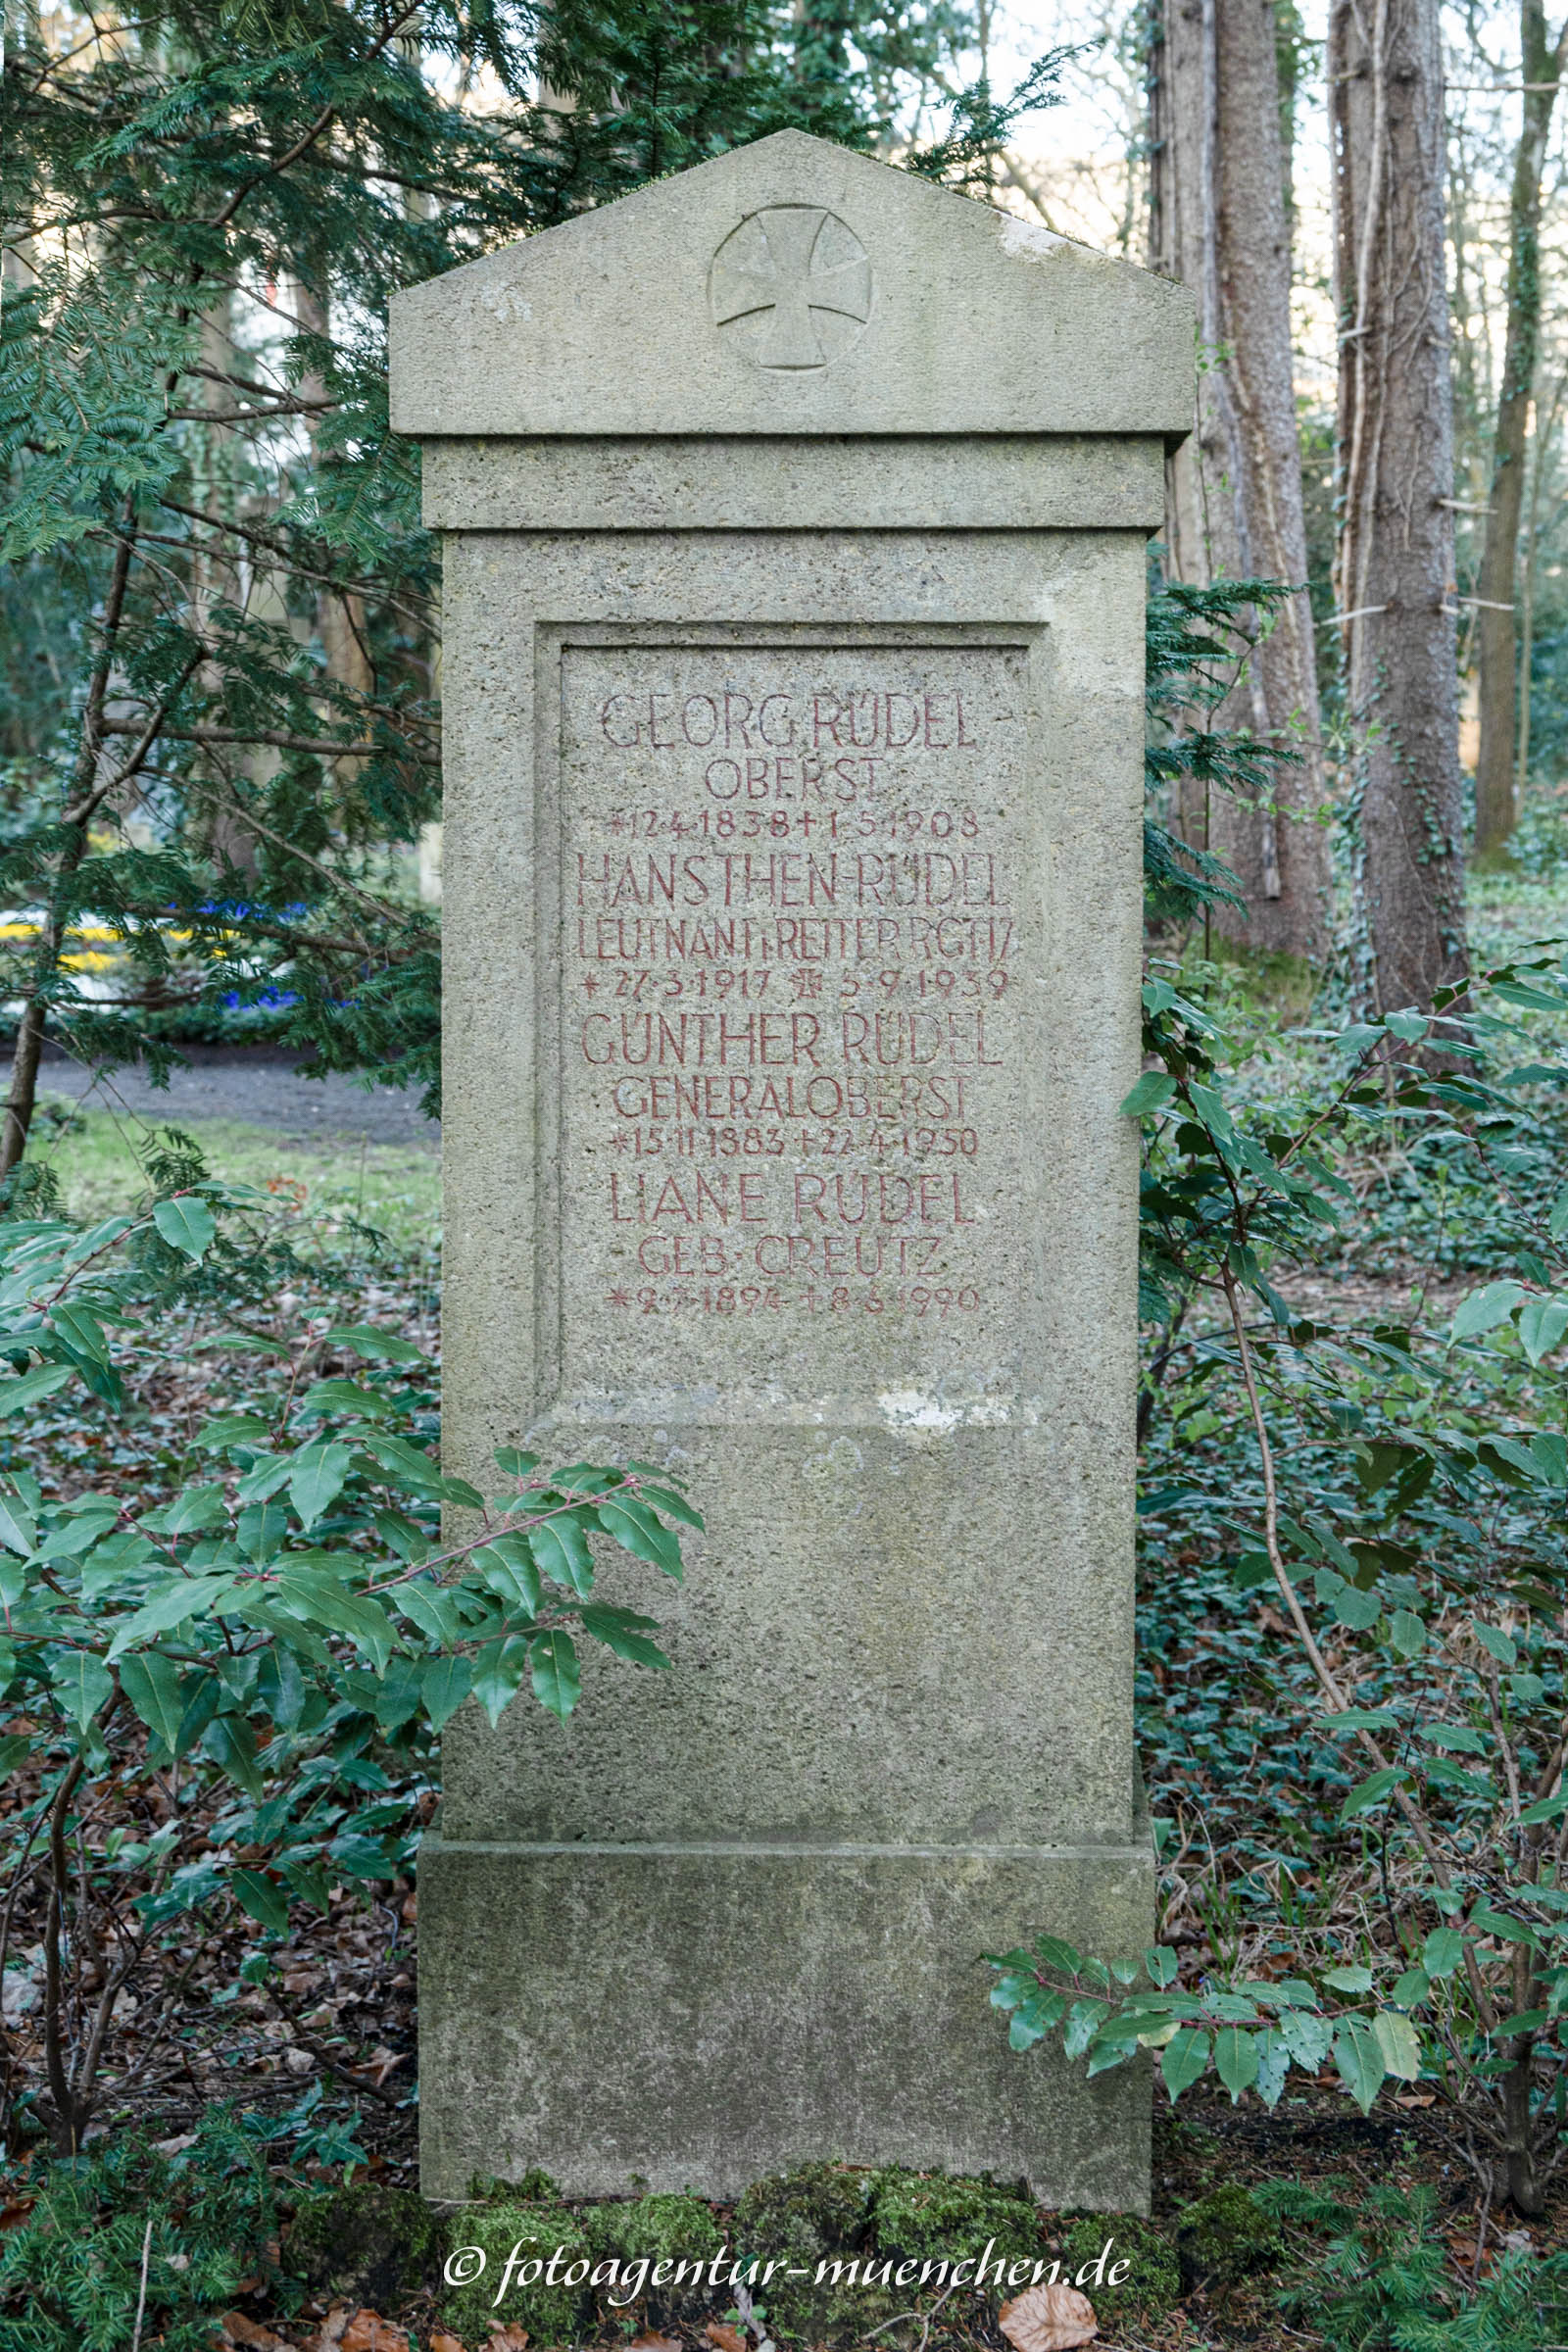 GEORG RÜDEL
OBERST
*12·4·1838+1·5·1908
HANS THEN-RÜDEL
LEUTNANT i. REITER RGT 17
*27·3·1917 ✠ 5·9·1939
GÜNTHER RÜDEL
GENERALOBERST
*15·11·1883 +22·4·1950
LIANE RÜDEL
GEB·CREUTZ
*9·7·1894 +8·6·1990
© fotoagentur-muenchen.de